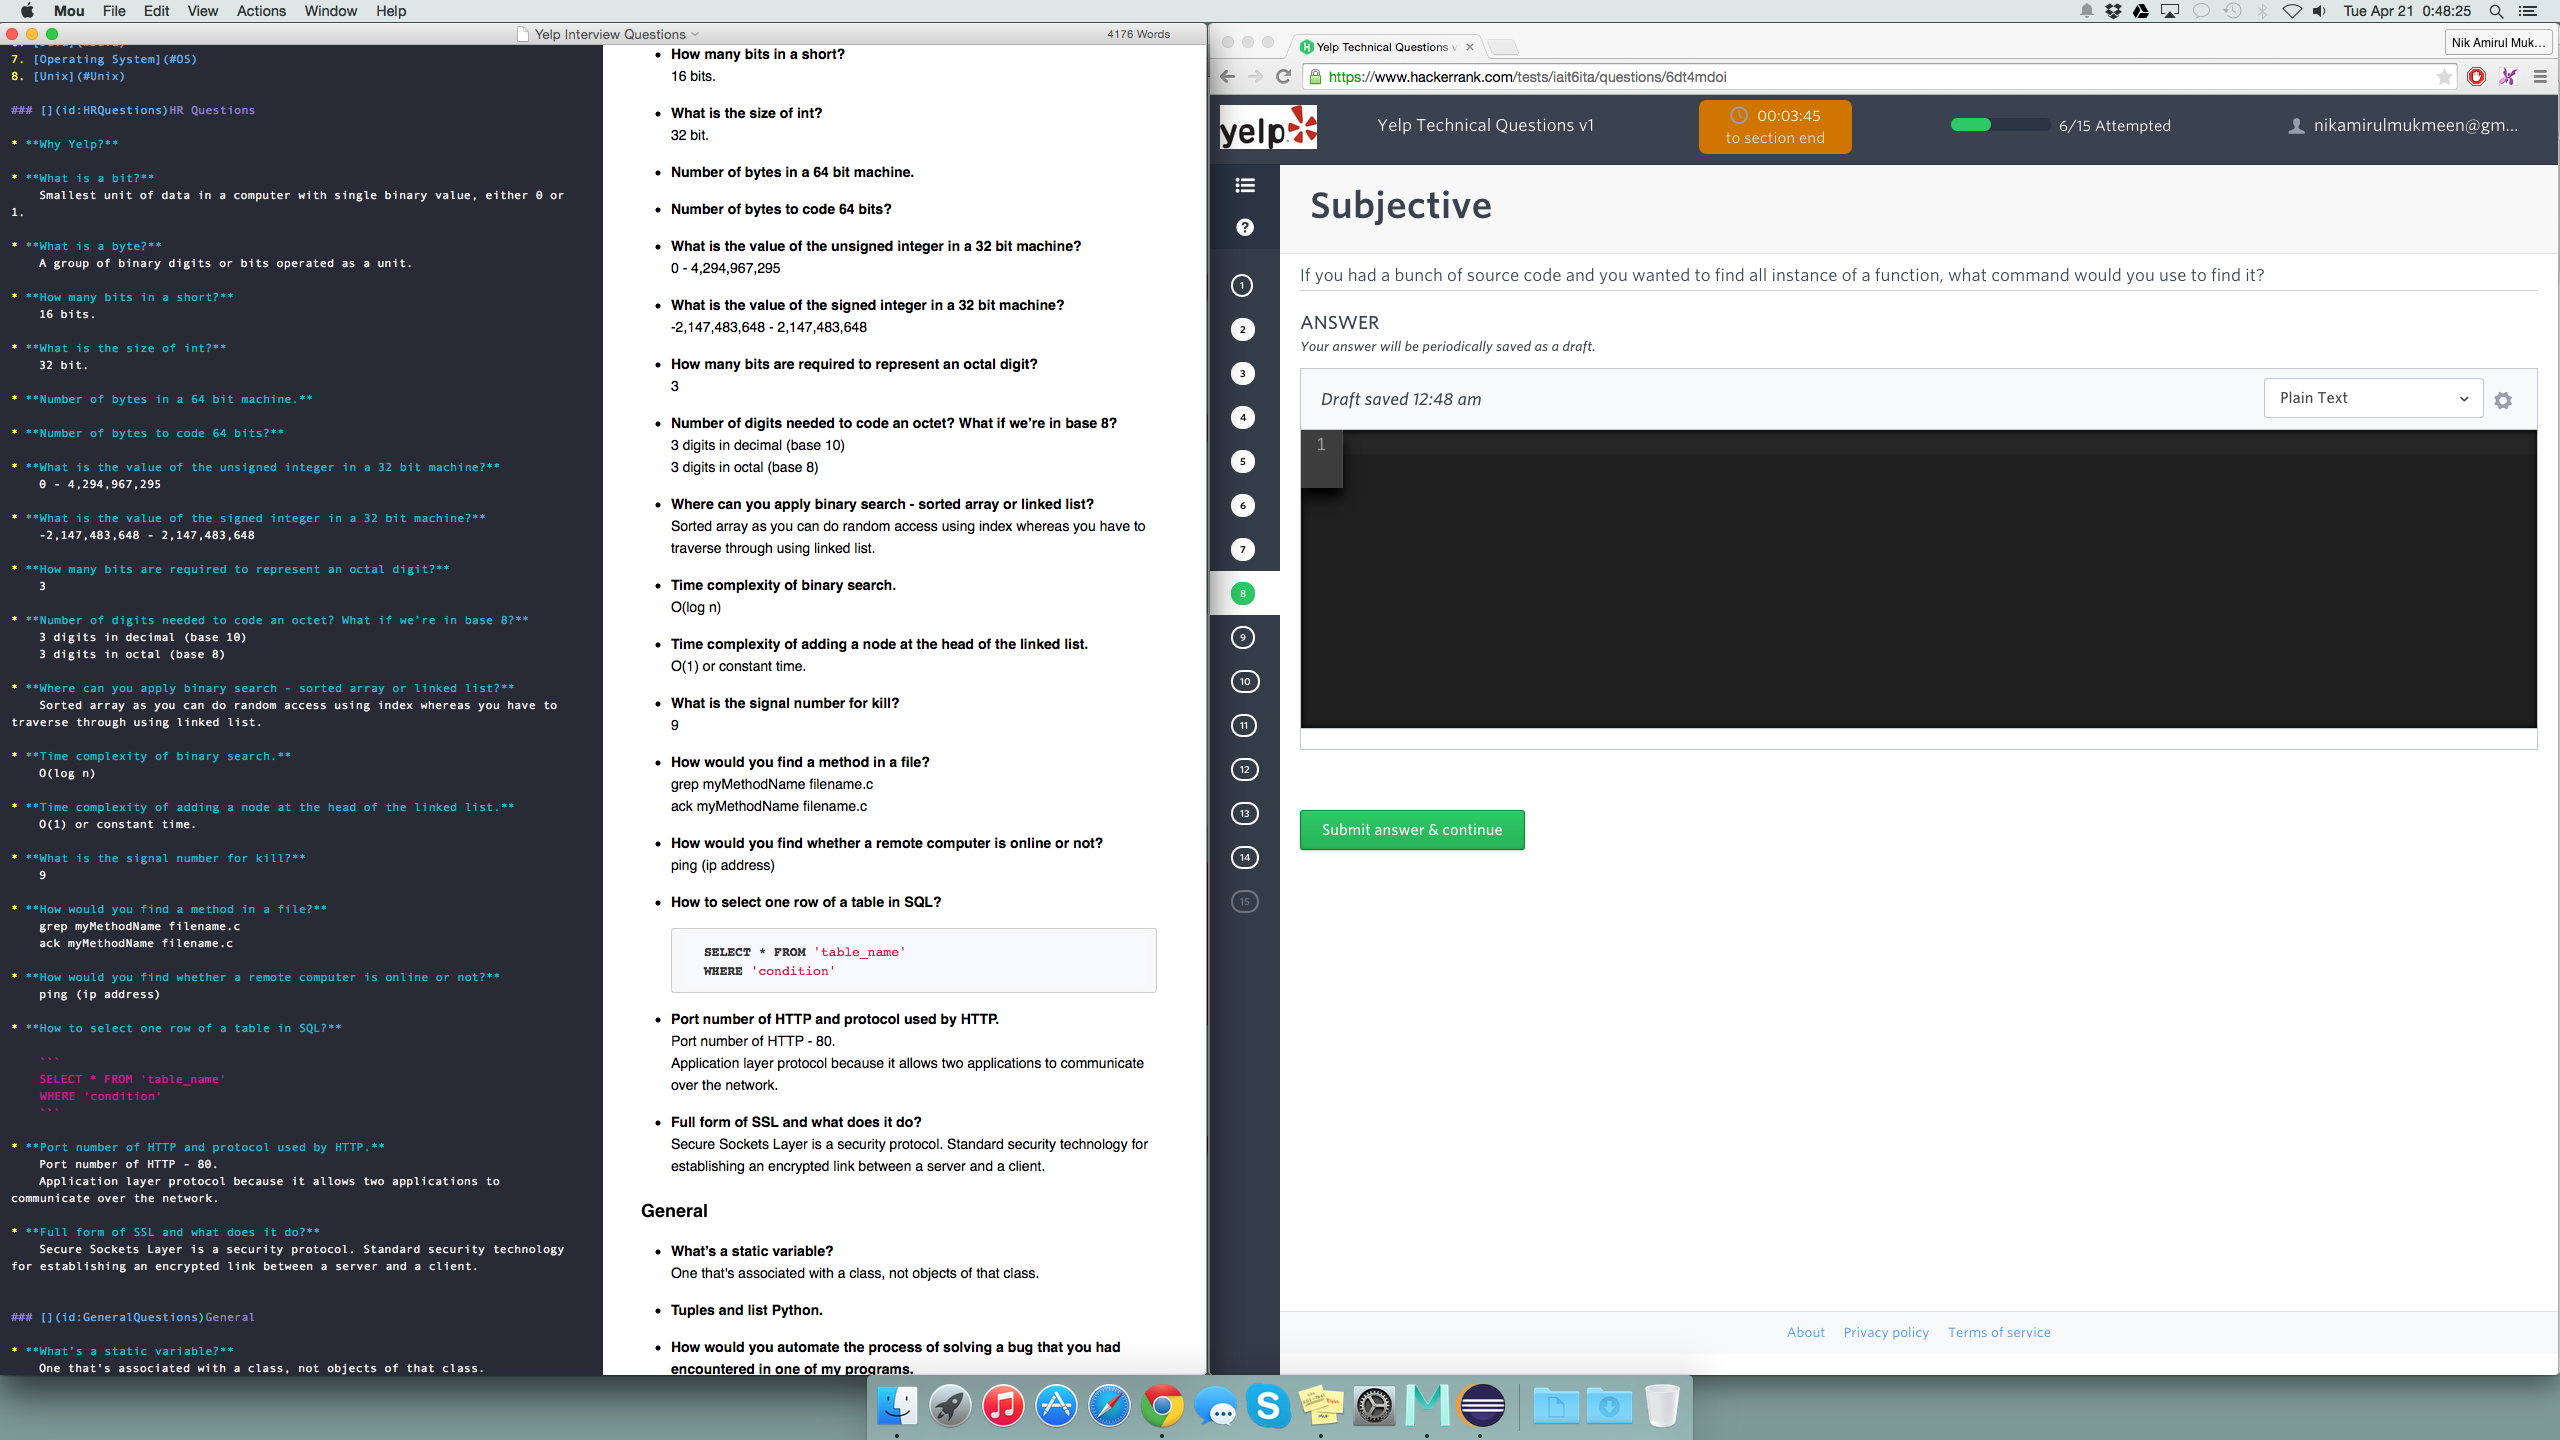 Mou File Edit View Actions Window Help
Tue Apr 21 0:48:25
Yelp Interview Questions
4176 Words
7. [Operating System](#OS)
8. [Unix](#Unix)
### [](id:HRQuestions)HR Questions
* **Why Yelp?**
* **What is a bit?**
Smallest unit of data in a computer with single binary value, either 0 or
1.
* **What is a byte?**
A group of binary digits or bits operated as a unit.
* **How many bits in a short?**
16 bits.
* **What is the size of int?**
32 bit.
* **Number of bytes in a 64 bit machine.**
* **Number of bytes to code 64 bits?**
* **What is the value of the unsigned integer in a 32 bit machine?**
0 - 4,294,967,295
* **What is the value of the signed integer in a 32 bit machine?**
-2,147,483,648 - 2,147,483,648
* **How many bits are required to represent an octal digit?**
3
* **Number of digits needed to code an octet? What if we're in base 8?**
3 digits in decimal (base 10)
3 digits in octal (base 8)
* **Where can you apply binary search - sorted array or linked list?**
Sorted array as you can do random access using index whereas you have to
traverse through using linked list.
* **Time complexity of binary search.**
O(log n)
* **Time complexity of adding a node at the head of the linked list.**
O(1) or constant time.
* **What is the signal number for kill?**
9
* **How would you find a method in a file?**
grep myMethodName filename.c
ack myMethodName filename.c
* **How would you find whether a remote computer is online or not?**
ping (ip address)
* **How to select one row of a table in SQL?**
```
SELECT * FROM 'table_name'
WHERE 'condition'
```
* **Port number of HTTP and protocol used by HTTP.**
Port number of HTTP - 80.
Application layer protocol because it allows two applications to
communicate over the network.
* **Full form of SSL and what does it do?**
Secure Sockets Layer is a security protocol. Standard security technology
for establishing an encrypted link between a server and a client.
### [](id:GeneralQuestions)General
* **What's a static variable?**
One that's associated with a class, not objects of that class.
• How many bits in a short?
16 bits.
• What is the size of int?
32 bit.
• Number of bytes in a 64 bit machine.
• Number of bytes to code 64 bits?
• What is the value of the unsigned integer in a 32 bit machine?
0 - 4,294,967,295
• What is the value of the signed integer in a 32 bit machine?
-2,147,483,648 - 2,147,483,648
• How many bits are required to represent an octal digit?
3
• Number of digits needed to code an octet? What if we're in base 8?
3 digits in decimal (base 10)
3 digits in octal (base 8)
• Where can you apply binary search - sorted array or linked list?
Sorted array as you can do random access using index whereas you have to
traverse through using linked list.
• Time complexity of binary search.
O(log n)
• Time complexity of adding a node at the head of the linked list.
O(1) or constant time.
• What is the signal number for kill?
9
• How would you find a method in a file?
grep myMethodName filename.c
ack myMethodName filename.c
• How would you find whether a remote computer is online or not?
ping (ip address)
• How to select one row of a table in SQL?
SELECT * FROM 'table_name'
WHERE 'condition'
• Port number of HTTP and protocol used by HTTP.
Port number of HTTP - 80.
Application layer protocol because it allows two applications to communicate
over the network.
• Full form of SSL and what does it do?
Secure Sockets Layer is a security protocol. Standard security technology for
establishing an encrypted link between a server and a client.
General
• What's a static variable?
One that's associated with a class, not objects of that class.
• Tuples and list Python.
• How would you automate the process of solving a bug that you had
encountered in one of my programs.
Yelp Technical Questions v
Nik Amirul Muk...
https://www.hackerrank.com/tests/iait6ita/questions/6dt4mdoi
yelp
Yelp Technical Questions v1
00:03:45
to section end
6/15 Attempted
nikamirulmukmeen@gm...
?
1
2
3
4
5
6
7
8
9
10
11
12
13
14
15
Subjective
If you had a bunch of source code and you wanted to find all instance of a function, what command would you use to find it?
ANSWER
Your answer will be periodically saved as a draft.
Draft saved 12:48 am
Plain Text
1
Submit answer & continue
About Privacy policy Terms of service